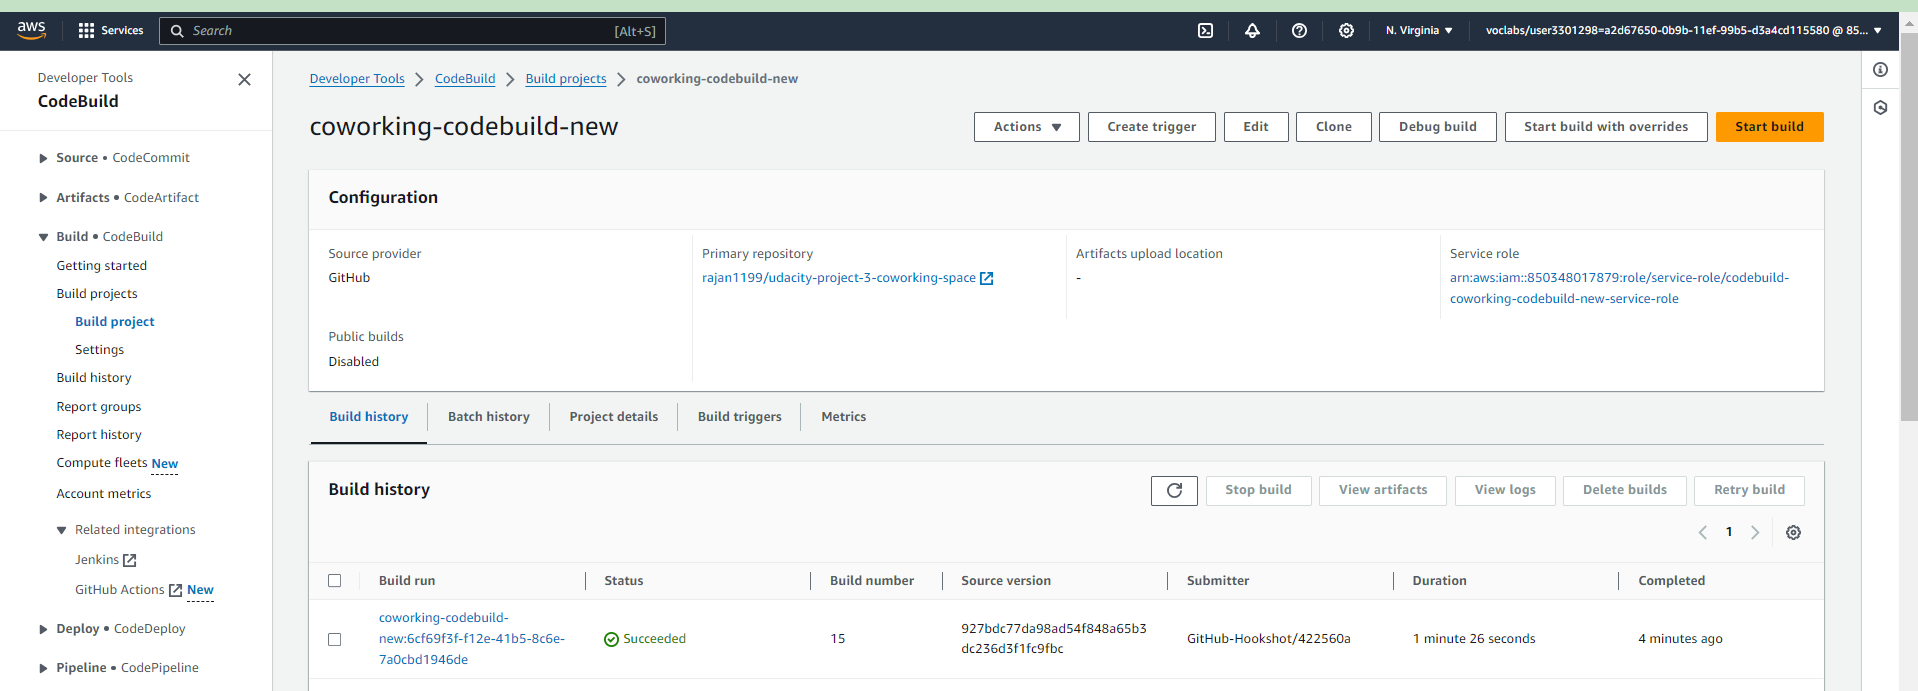 aws
Services
Search
[Alt+S]
N. Virginia
voclabs/user3301298=a2d67650-0b9b-11ef-99b5-d3a4cd115580 @ 85...
Developer Tools
CodeBuild
Source • CodeCommit
Artifacts • CodeArtifact
Build • CodeBuild
Getting started
Build projects
Build project
Settings
Build history
Report groups
Report history
Compute fleets New
Account metrics
Related integrations
Jenkins
GitHub Actions New
Deploy • CodeDeploy
Pipeline • CodePipeline
Developer Tools > CodeBuild > Build projects > coworking-codebuild-new
coworking-codebuild-new
Actions
Create trigger
Edit
Clone
Debug build
Start build with overrides
Start build
Configuration
Source provider
GitHub
Primary repository
rajan1199/udacity-project-3-coworking-space
Artifacts upload location
-
Service role
arn:aws:iam::850348017879:role/service-role/codebuild-
coworking-codebuild-new-service-role
Public builds
Disabled
Build history
Batch history
Project details
Build triggers
Metrics
Build history
Stop build
View artifacts
View logs
Delete builds
Retry build
1
Build run
Status
Build number
Source version
Submitter
Duration
Completed
coworking-codebuild-
new:6cf69f3f-f12e-41b5-8c6e-
7a0cbd1946de
Succeeded
15
927bdc77da98ad54f848a65b3
dc236d3f1fc9fbc
GitHub-Hookshot/422560a
1 minute 26 seconds
4 minutes ago